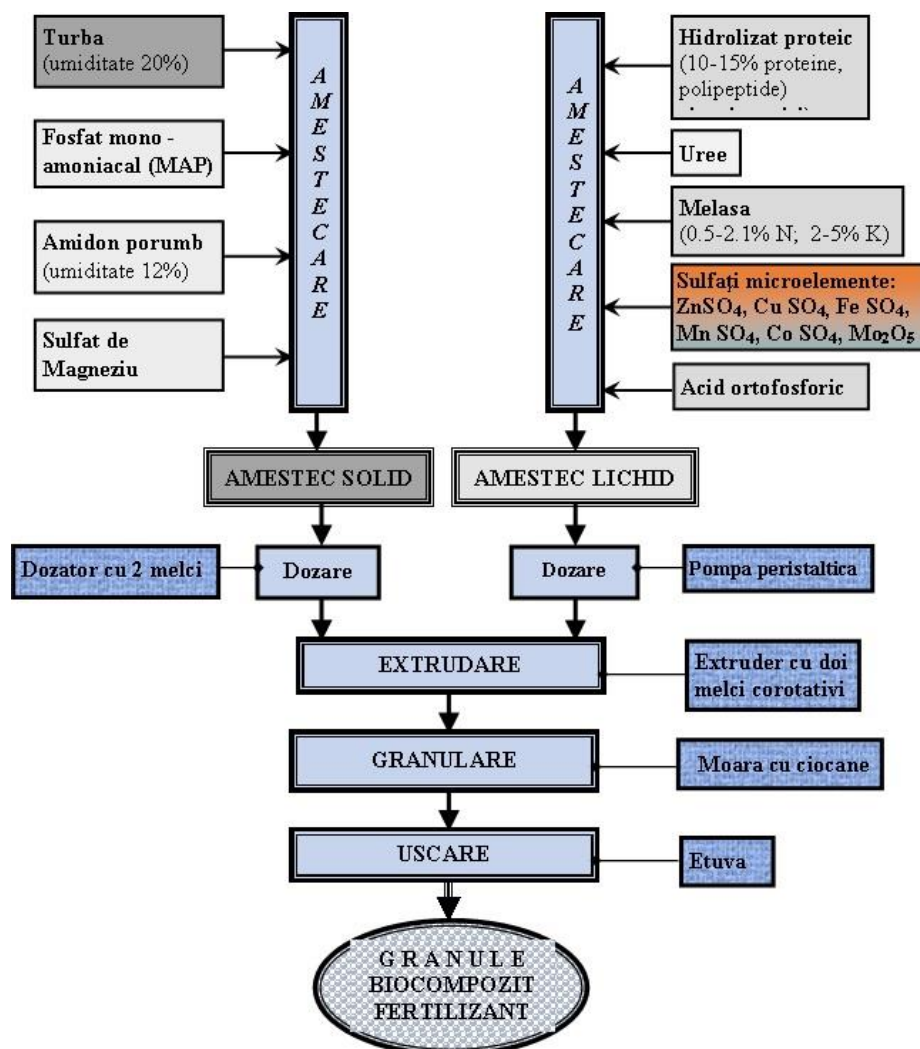 Turba
(umiditate 20%)
Fosfat mono -
amoniacal (MAP)
Amidon porumb
(umiditate 12%)
Sulfat de
Magneziu
A
M
E
S
T
E
C
A
R
E
A
M
E
S
T
E
C
A
R
E
Hidrolizat proteic
(10-15% proteine,
polipeptide)
Uree
Melasa
(0.5-2.1% N; 2-5% K)
Sulfați microelemente:
ZnSO₄, Cu SO₄, Fe SO₄,
Mn SO₄, Co SO₄, Mo₂O₅
Acid ortofosforic
AMESTEC SOLID
AMESTEC LICHID
Dozator cu 2 melci
Dozare
Dozare
Pompa peristaltica
EXTRUDARE
Extruder cu doi
melci corotativi
GRANULARE
Moara cu ciocane
USCARE
Etuva
G R A N U L E
BIOCOMPOZIT
FERTILIZANT